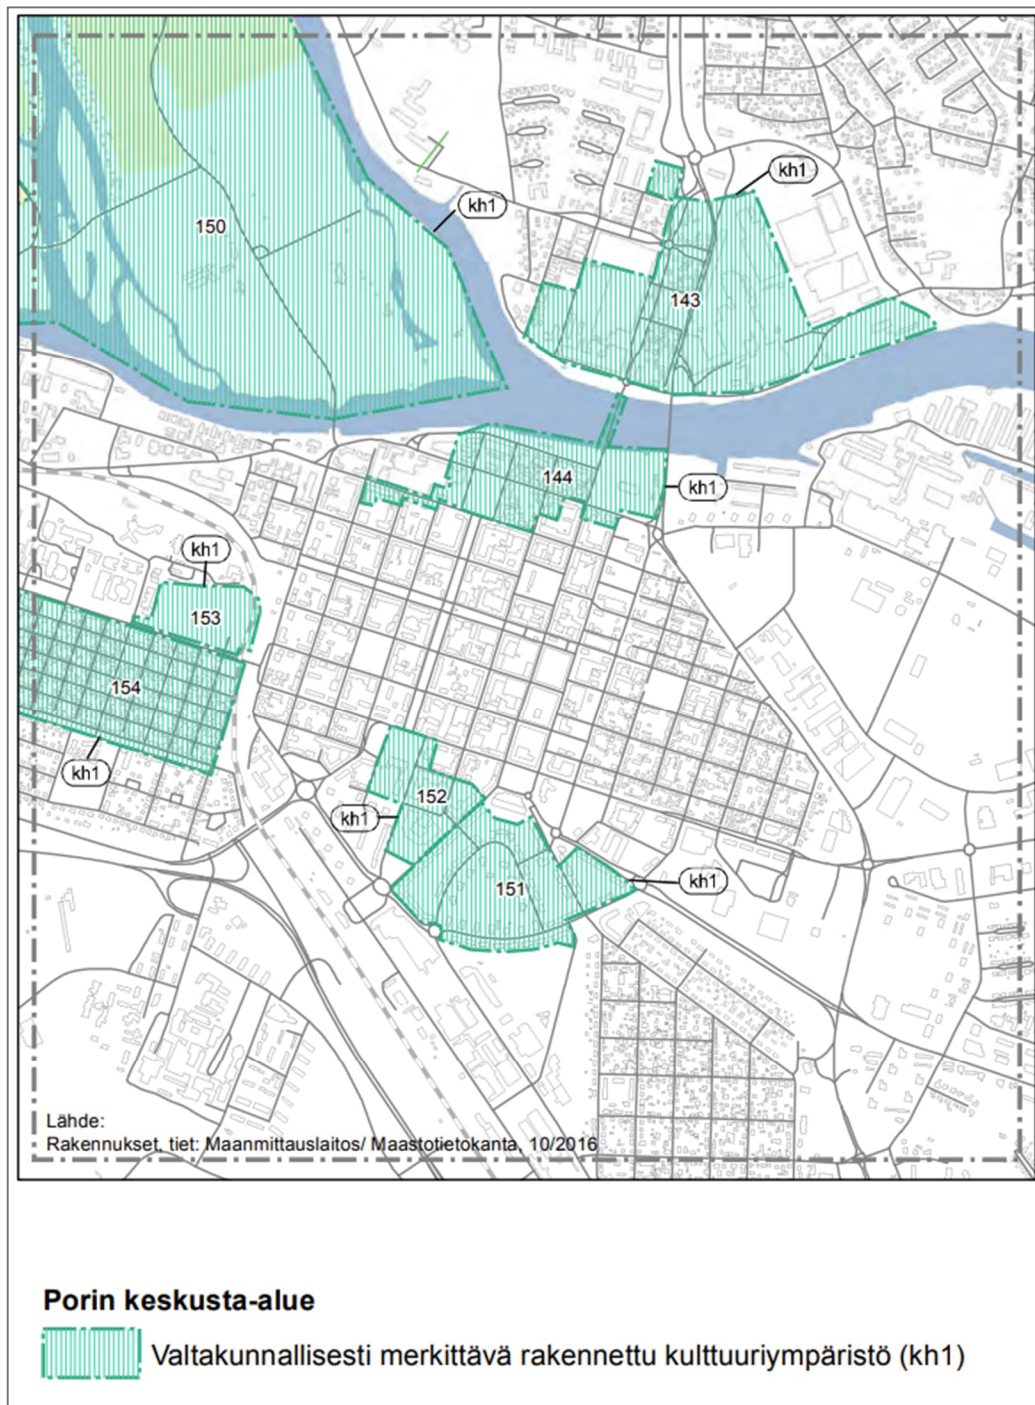 kh1
kh1
150
143
144
kh1
kh1
153
154
kh1
152
kh1
151
kh1
Lähde:
Rakennukset, tiet: Maanmittauslaitos/ Maastotietokanta, 10/2016
Porin keskusta-alue
Valtakunnallisesti merkittävä rakennettu kulttuuriympäristö (kh1)